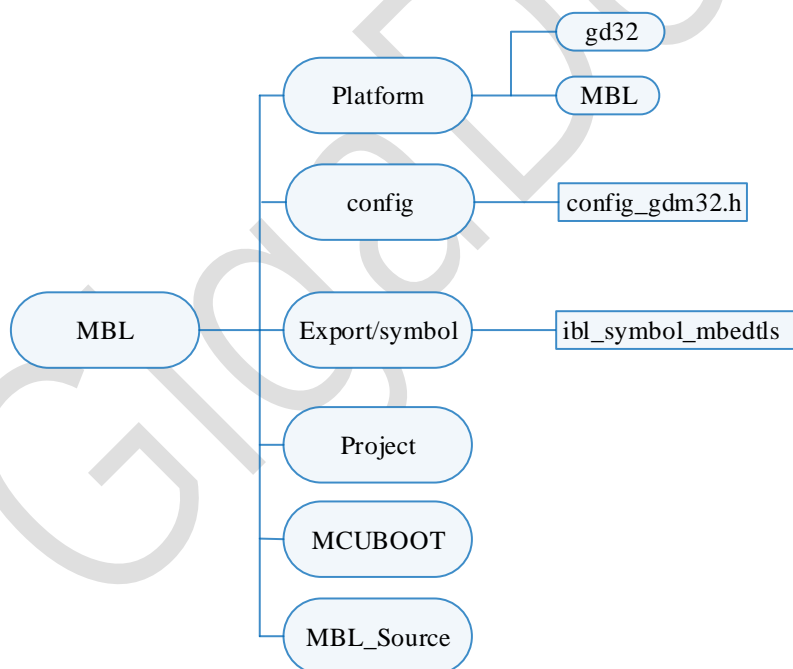 gd32
Platform
MBL
config
config_gdm32.h
MBL
Export/symbol
ibl_symbol_mbedtls
Project
MCUBOOT
MBL_Source